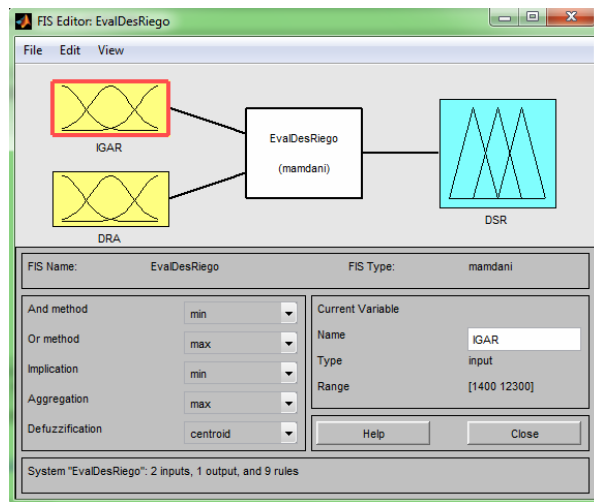 FIS Editor: EvalDesRiego
File Edit View
IGAR
DRA
EvalDesRiego
(mamdani)
DSR
FIS Name: EvalDesRiego FIS Type: mamdani
And method min
Or method max
Implication min
Aggregation max
Defuzzification centroid
Current Variable
Name IGAR
Type input
Range [1400 12300]
Help Close
System "EvalDesRiego": 2 inputs, 1 output, and 9 rules